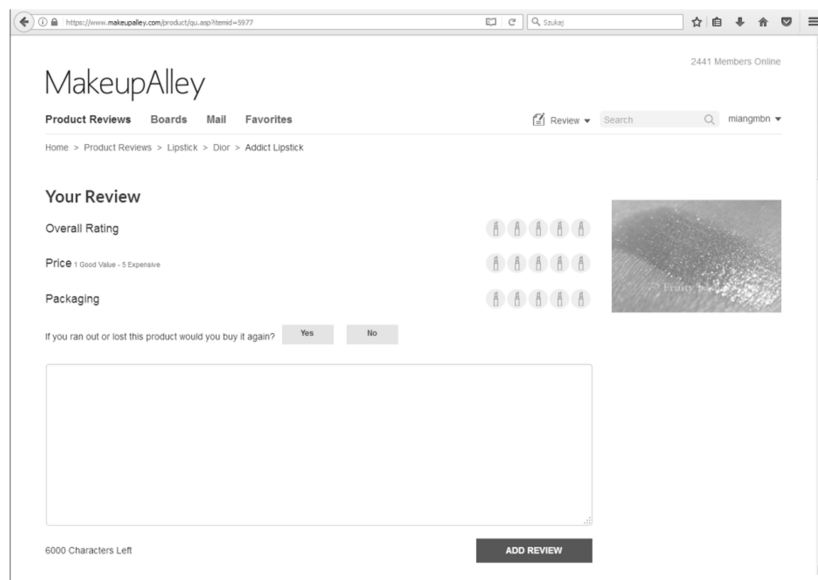 https://www.makeupalley.com/product/qu.asp?itemid=5977
Szukaj
2441 Members Online
MakeupAlley
Product Reviews Boards Mail Favorites Review Search miangmbn
Home > Product Reviews > Lipstick > Dior > Addict Lipstick
Your Review
Overall Rating
Price 1 Good Value - 5 Expensive
Packaging
If you ran out or lost this product would you buy it again? Yes No
6000 Characters Left ADD REVIEW